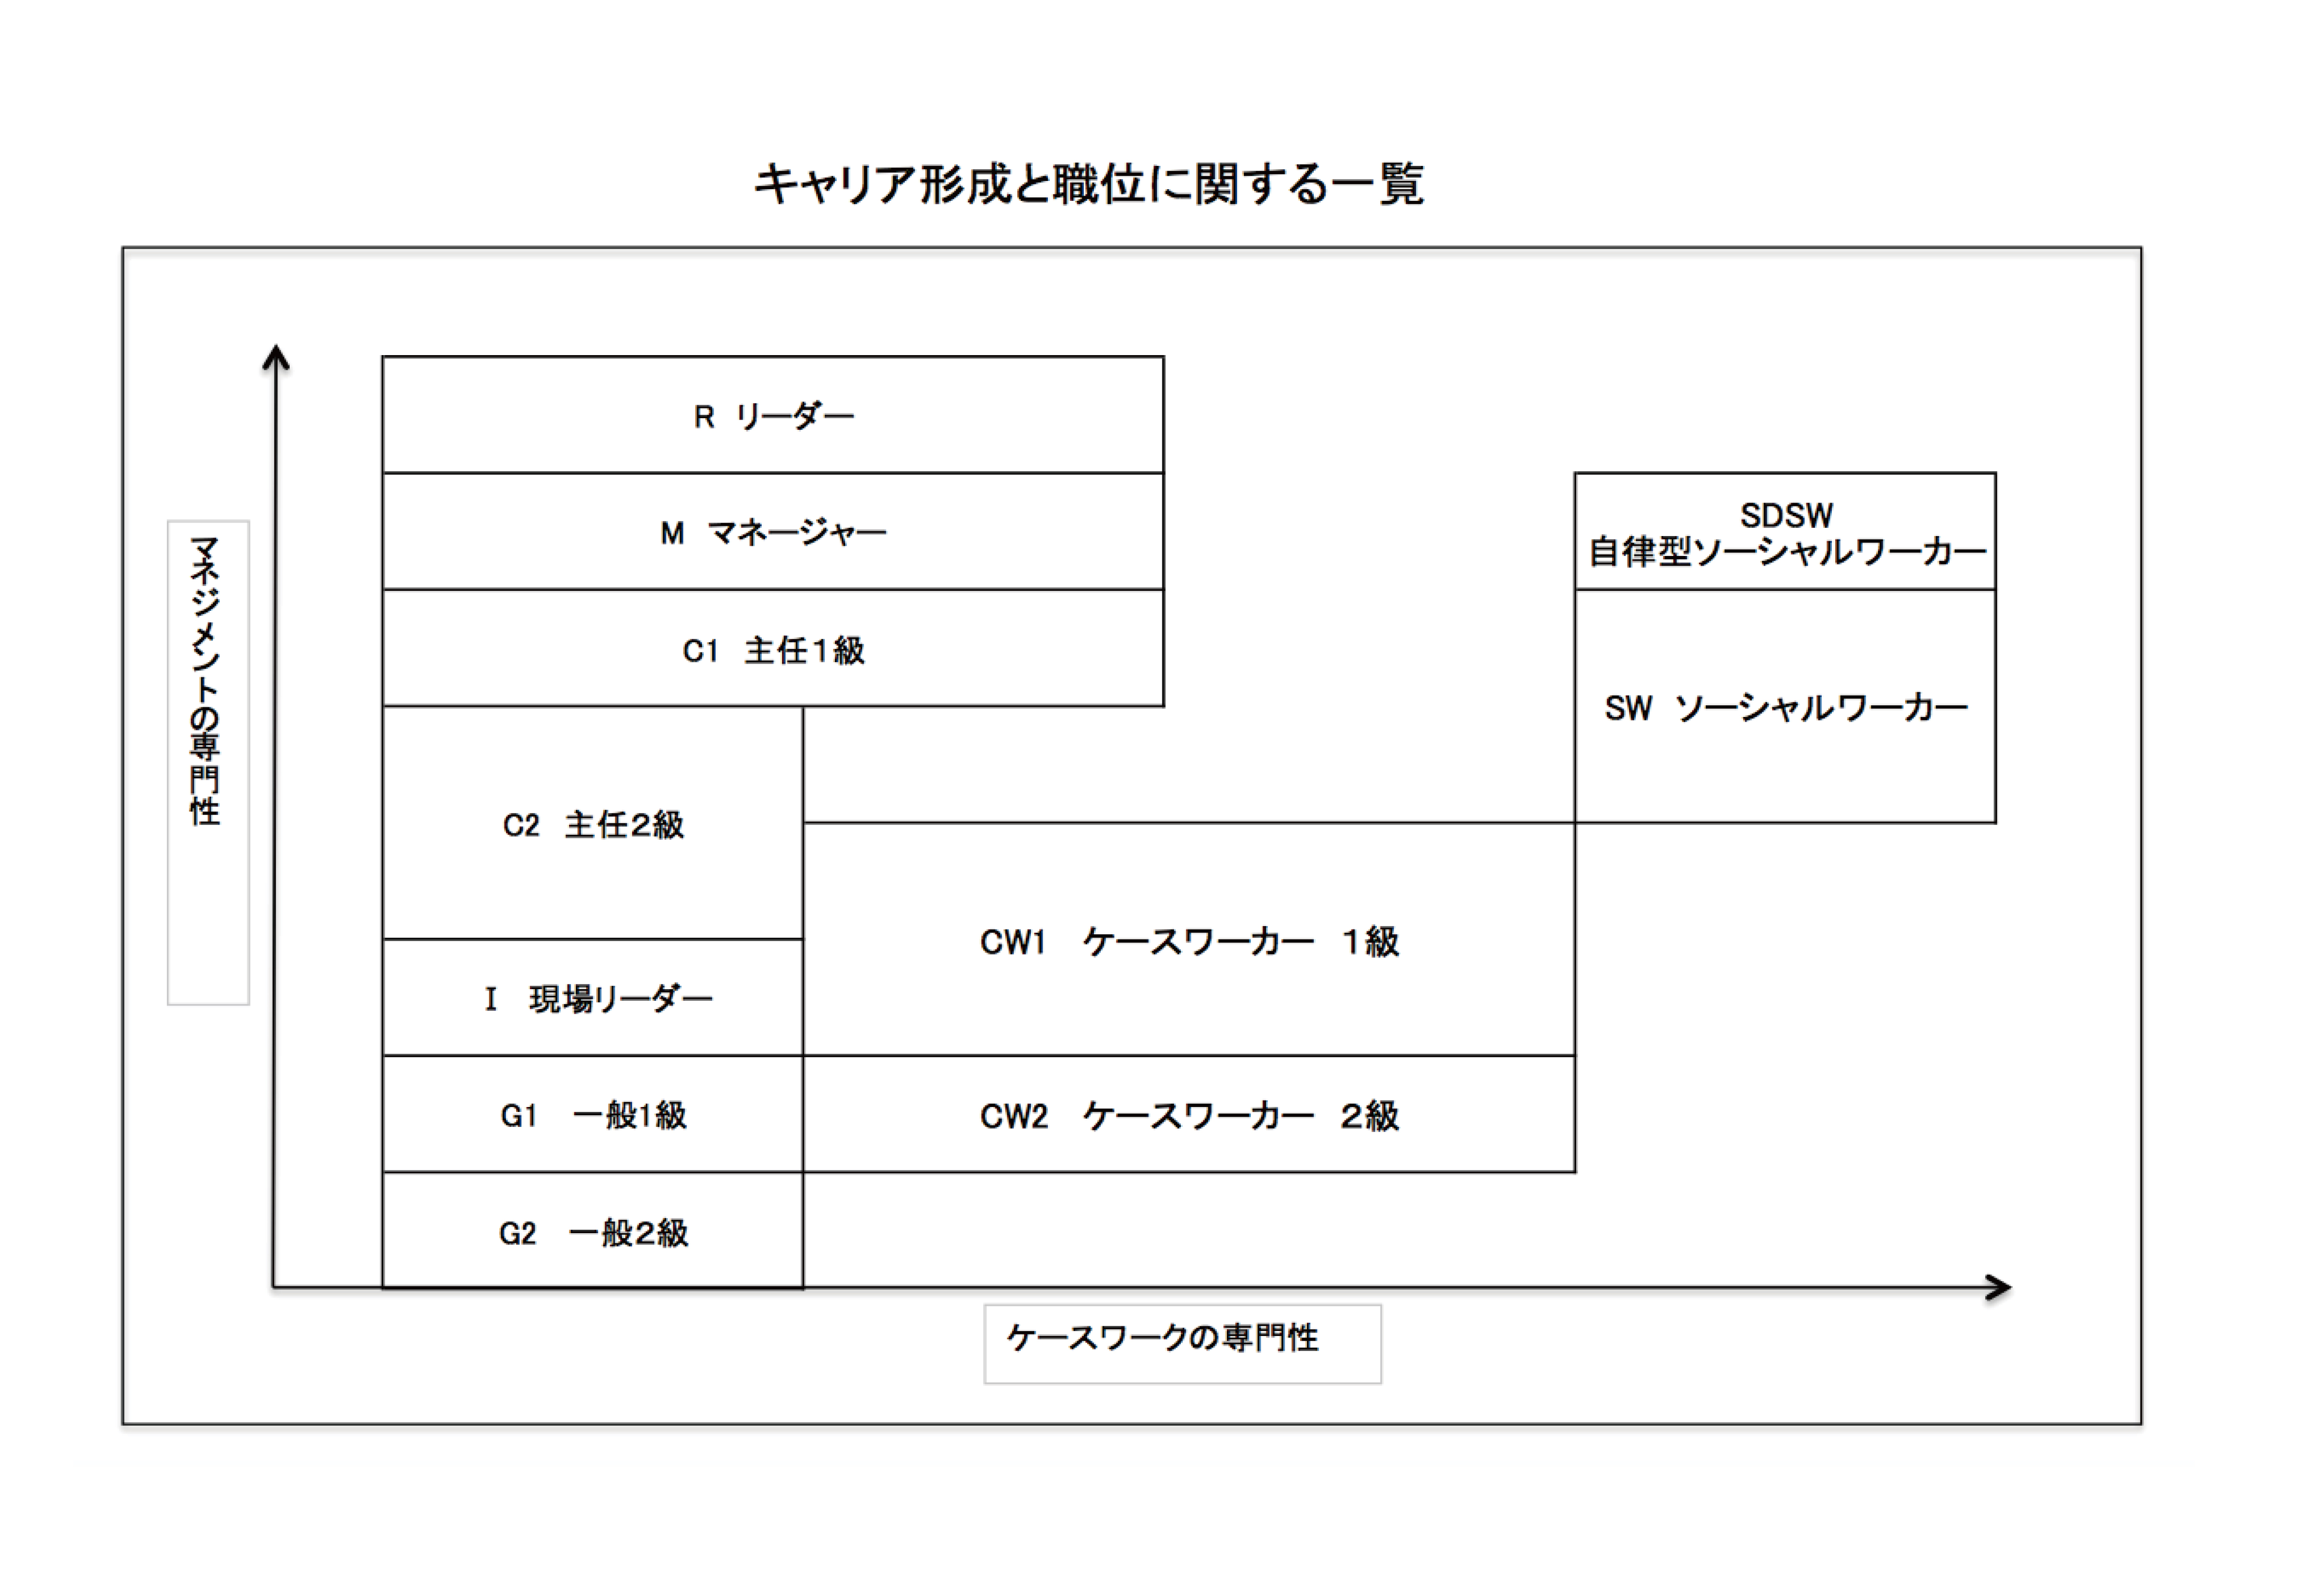 キャリア形成と職位に関する一覧
R リーダー
M マネージャー
C1 主任1級
C2 主任2級
I 現場リーダー
G1 一般1級
G2 一般2級
CW1 ケースワーカー 1級
CW2 ケースワーカー 2級
SDSW
自律型ソーシャルワーカー
SW ソーシャルワーカー
マネジメントの専門性
ケースワークの専門性